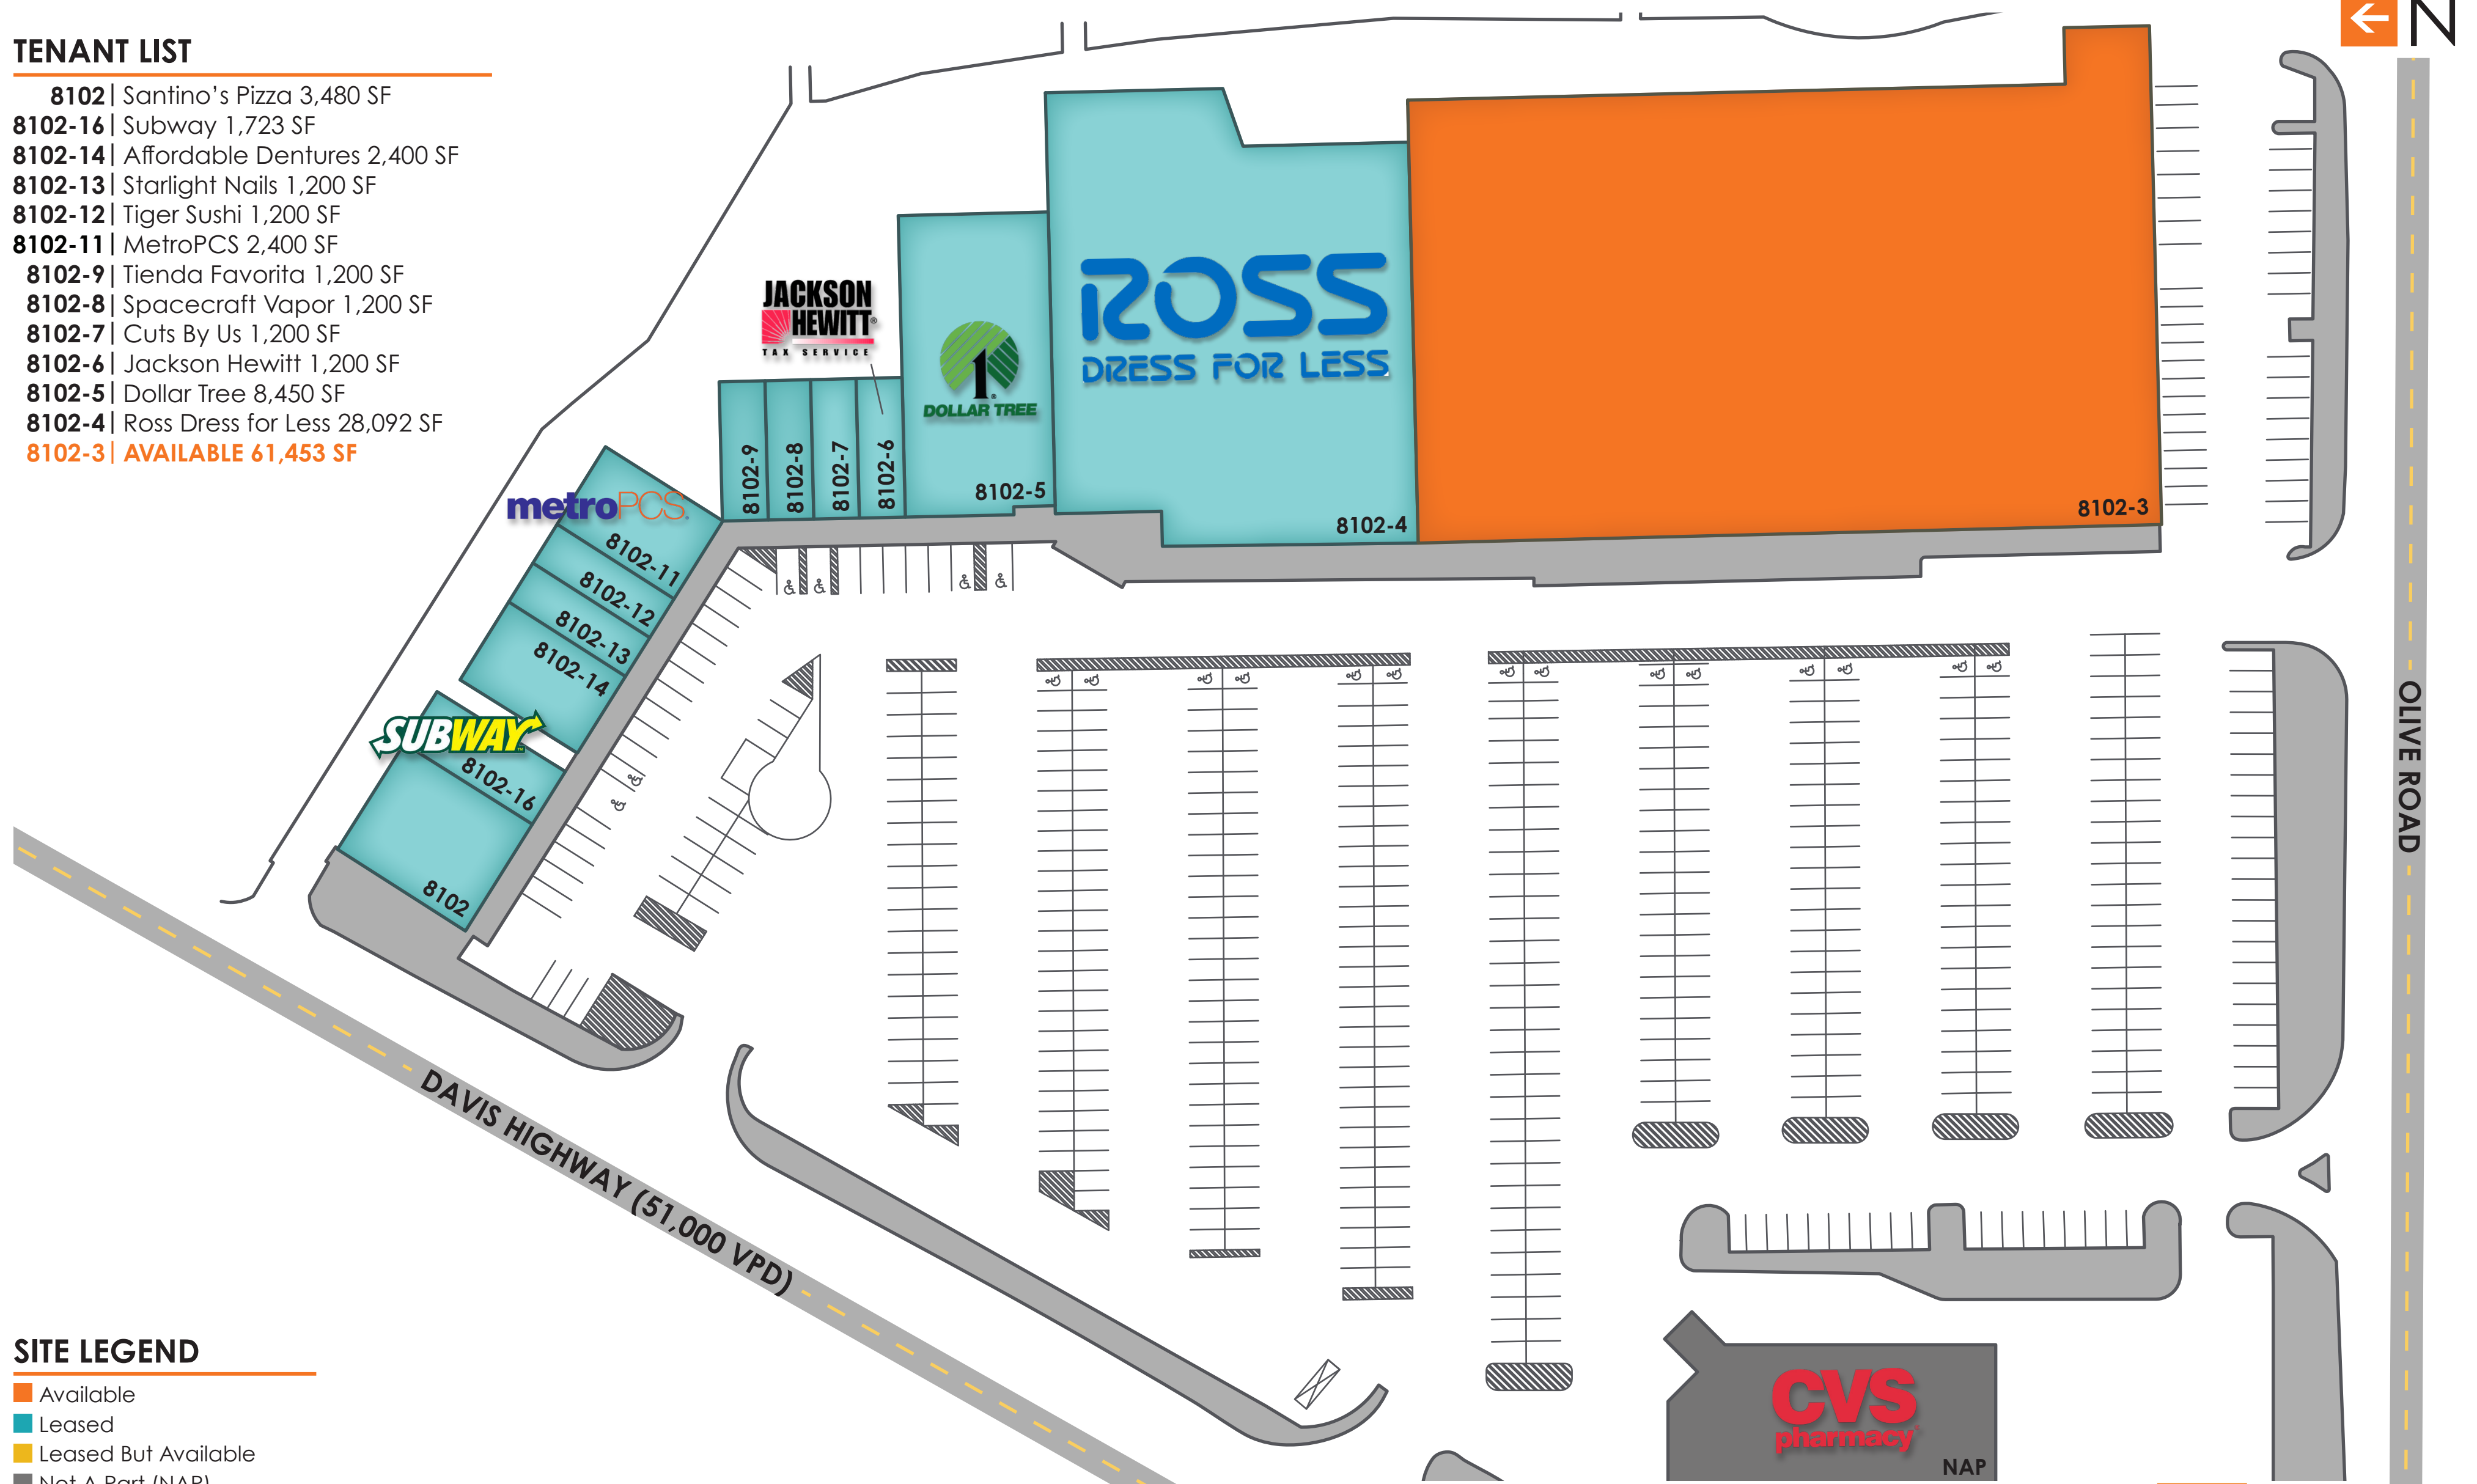 N
TENANT LIST
8102 | Santino's Pizza 3,480 SF
8102-16 | Subway 1,723 SF
8102-14 | Affordable Dentures 2,400 SF
8102-13 | Starlight Nails 1,200 SF
8102-12 | Tiger Sushi 1,200 SF
8102-11 | MetroPCS 2,400 SF
8102-9 | Tienda Favorita 1,200 SF
8102-8 | Spacecraft Vapor 1,200 SF
8102-7 | Cuts By Us 1,200 SF
8102-6 | Jackson Hewitt 1,200 SF
8102-5 | Dollar Tree 8,450 SF
8102-4 | Ross Dress for Less 28,092 SF
8102-3 | AVAILABLE 61,453 SF
JACKSON
HEWITT®
TAX SERVICE
1
DOLLAR TREE
ROSS
DRESS FOR LESS
8102-9
8102-8
8102-7
8102-6
8102-5
8102-4
8102-3
metroPCS.
8102-11
8102-12
8102-13
8102-14
SUBWAY
8102-16
8102
OLIVE ROAD
DAVIS HIGHWAY (51,000 VPD)
CVS
pharmacy
NAP
SITE LEGEND
Available
Leased
Leased But Available
Not A Part (NAP)